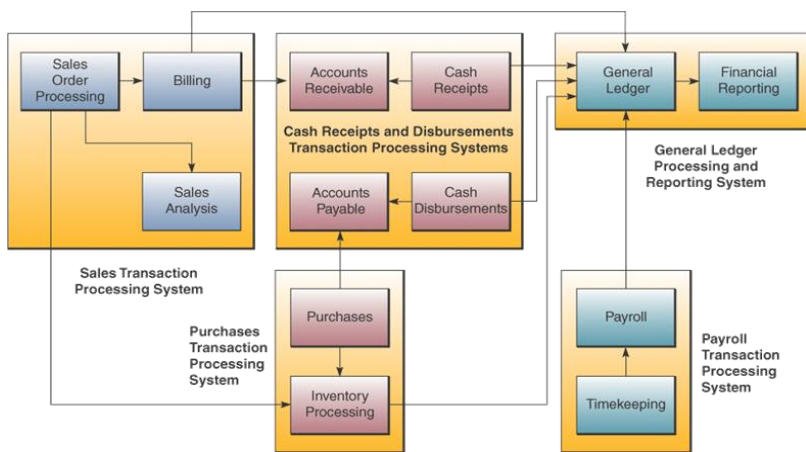 Sales
Order
Processing
Billing
Sales
Analysis
Sales Transaction
Processing System
Accounts
Receivable
Cash
Receipts
Cash Receipts and Disbursements
Transaction Processing Systems
Accounts
Payable
Cash
Disbursements
General
Ledger
Financial
Reporting
General Ledger
Processing and
Reporting System
Purchases
Transaction
Processing
System
Purchases
Inventory
Processing
Payroll
Timekeeping
Payroll
Transaction
Processing
System